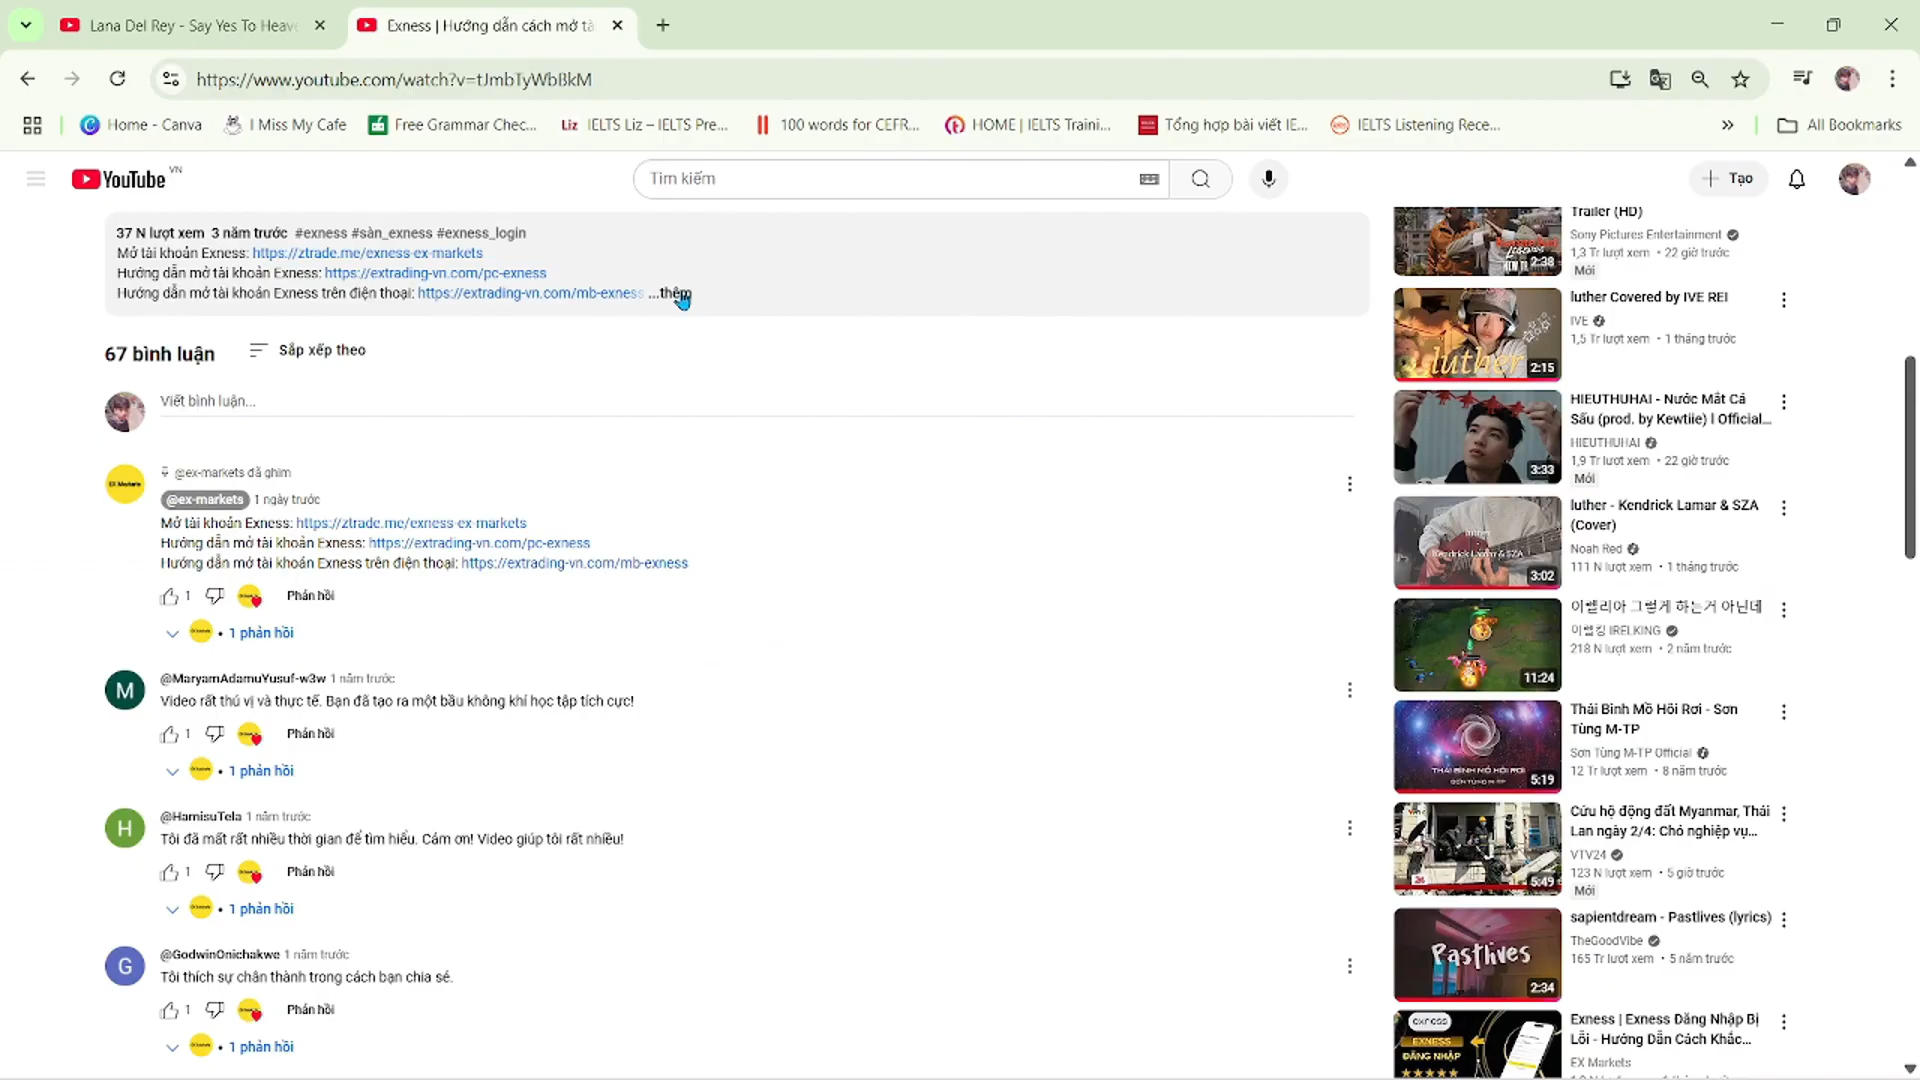 Lana Del Rey - Say Yes To Heave
Exness | Hướng dẫn cách mở tà
https://www.youtube.com/watch?v=tJmbTyWbBkM
Home - Canva
I Miss My Cafe
Free Grammar Chec...
Liz IELTS Liz – IELTS Pre...
100 words for CEFR...
HOME | IELTS Traini...
Tổng hợp bài viết IE...
IELTS Listening Rece...
All Bookmarks
YouTube VN
Tìm kiếm
Tạo
37 N lượt xem 3 năm trước #exness #sàn_exness #exness_login
Mở tài khoản Exness: https://ztrade.me/exness-ex-markets
Hướng dẫn mở tài khoản Exness: https://extrading-vn.com/pc-exness
Hướng dẫn mở tài khoản Exness trên điện thoại: https://extrading-vn.com/mb-exness ...thêm
67 bình luận
Sắp xếp theo
Viết bình luận...
@ex-markets đã ghim
@ex-markets 1 ngày trước
Mở tài khoản Exness: https://ztrade.me/exness-ex-markets
Hướng dẫn mở tài khoản Exness: https://extrading-vn.com/pc-exness
Hướng dẫn mở tài khoản Exness trên điện thoại: https://extrading-vn.com/mb-exness
1 Phản hồi
• 1 phản hồi
M
@MaryamAdamuYusuf-w3w 1 năm trước
Video rất thú vị và thực tế. Bạn đã tạo ra một bầu không khí học tập tích cực!
1 Phản hồi
• 1 phản hồi
H
@HamisuTela 1 năm trước
Tôi đã mất rất nhiều thời gian để tìm hiểu. Cảm ơn! Video giúp tôi rất nhiều!
1 Phản hồi
• 1 phản hồi
G
@GodwinOnichakwe 1 năm trước
Tôi thích sự chân thành trong cách bạn chia sẻ.
1 Phản hồi
• 1 phản hồi
Trailer (HD)
Sony Pictures Entertainment
1,3 Tr lượt xem • 22 giờ trước
Mới
2:38
luther Covered by IVE REI
IVE
1,5 Tr lượt xem • 1 tháng trước
luther
2:15
HIEUTHUHAI - Nước Mắt Cá
Sấu (prod. by Kewtiie) l Official...
HIEUTHUHAI
1,9 Tr lượt xem • 22 giờ trước
Mới
3:33
luther - Kendrick Lamar & SZA
(Cover)
Noah Red
111 N lượt xem • 1 tháng trước
Kendrick Lamar & SZA
3:02
이렐리아 그렇게 하는거 아닌데
이렐킹 IRELKING
218 N lượt xem • 2 năm trước
11:24
Thái Bình Mồ Hôi Rơi - Sơn
Tùng M-TP
Sơn Tùng M-TP Official
12 Tr lượt xem • 8 năm trước
THÁI BÌNH MỒ HÔI RƠI
SƠN TÙNG M-TP
5:19
Cứu hộ động đất Myanmar, Thái
Lan ngày 2/4: Chó nghiệp vụ...
VTV24
123 N lượt xem • 5 giờ trước
Mới
24
5:49
sapientdream - Pastlives (lyrics)
TheGoodVibe
165 Tr lượt xem • 5 năm trước
Pastlives
2:34
Exness | Exness Đăng Nhập Bị
Lỗi - Hướng Dẫn Cách Khắc...
EX Markets
exness
EXNESS
ĐĂNG NHẬP